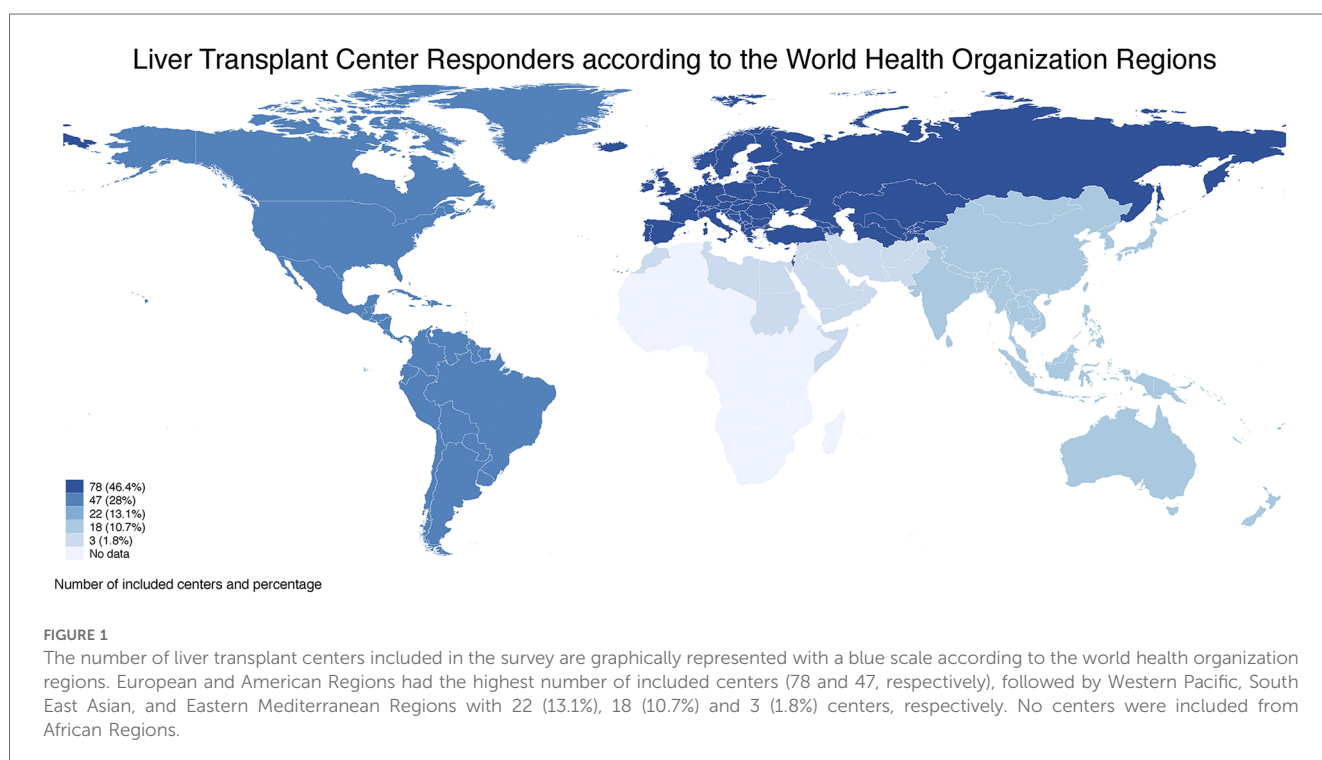 Liver Transplant Center Responders according to the World Health Organization Regions
78 (46.4%)
47 (28%)
22 (13.1%)
18 (10.7%)
3 (1.8%)
No data
Number of included centers and percentage
FIGURE 1
The number of liver transplant centers included in the survey are graphically represented with a blue scale according to the world health organization
regions. European and American Regions had the highest number of included centers (78 and 47, respectively), followed by Western Pacific, South
East Asian, and Eastern Mediterranean Regions with 22 (13.1%), 18 (10.7%) and 3 (1.8%) centers, respectively. No centers were included from
African Regions.